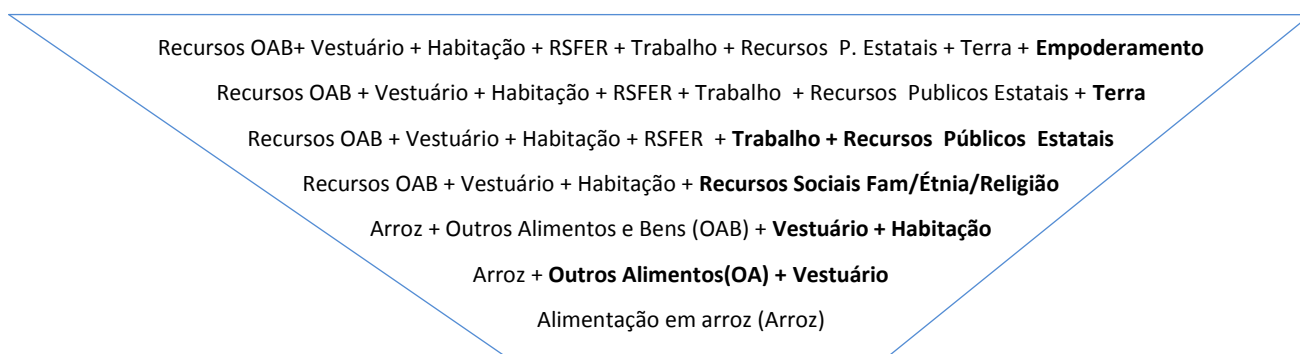 Recursos OAB+ Vestuário + Habitação + RSFER + Trabalho + Recursos P. Estatais + Terra + Empoderamento
Recursos OAB + Vestuário + Habitação + RSFER + Trabalho + Recursos Publicos Estatais + Terra
Recursos OAB + Vestuário + Habitação + RSFER + Trabalho + Recursos Públicos Estatais
Recursos OAB + Vestuário + Habitação + Recursos Sociais Fam/Étnia/Religião
Arroz + Outros Alimentos e Bens (OAB) + Vestuário + Habitação
Arroz + Outros Alimentos(OA) + Vestuário
Alimentação em arroz (Arroz)